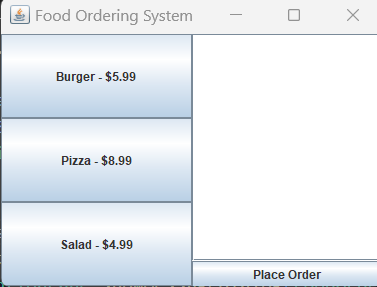 Food Ordering System
Burger - $5.99
Pizza - $8.99
Salad - $4.99
Place Order